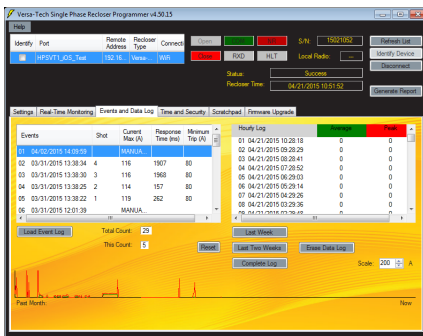 Versa-Tech Single Phase Recloser Programmer v4.50.15
Help
Identify Port Remote Address Recloser Type Connecti
HPSVT1_iOS_Test 192.16... Versa-... WiFi
Open
Close
RXD HLT
S/N: 15021052
Local Radio: ---
Status: Success
Recloser Time: 04/21/2015 10:51:52
Refresh List
Identify Device
Disconnect
Generate Report
Settings Real-Time Monitoring Events and Data Log Time and Security Scratchpad Firmware Upgrade
Events Shot Current Max (A) Response Time (ms) Minimum Trip (A)
01 04/02/2015 14:09:59 MANUA...
02 03/31/2015 13:38:34 4 116 1907 80
03 03/31/2015 13:38:30 3 116 1968 80
04 03/31/2015 13:38:25 2 114 157 80
05 03/31/2015 13:38:22 1 119 262 80
06 03/31/2015 12:01:39 MANUA...
Hourly Log Average Peak
01 04/21/2015 10:28:18 0 0
02 04/21/2015 09:28:29 0 0
03 04/21/2015 08:28:41 0 0
04 04/21/2015 07:28:52 0 0
05 04/21/2015 06:29:03 0 0
06 04/21/2015 05:29:14 0 0
07 04/21/2015 04:29:26 0 0
08 04/21/2015 03:29:36 0 0
09 04/21/2015 02:29:48 0 0
Load Event Log
Total Count: 29
This Count: 5
Reset
Last Week
Last Two Weeks
Erase Data Log
Complete Log
Scale: 200 A
Past Month
Now